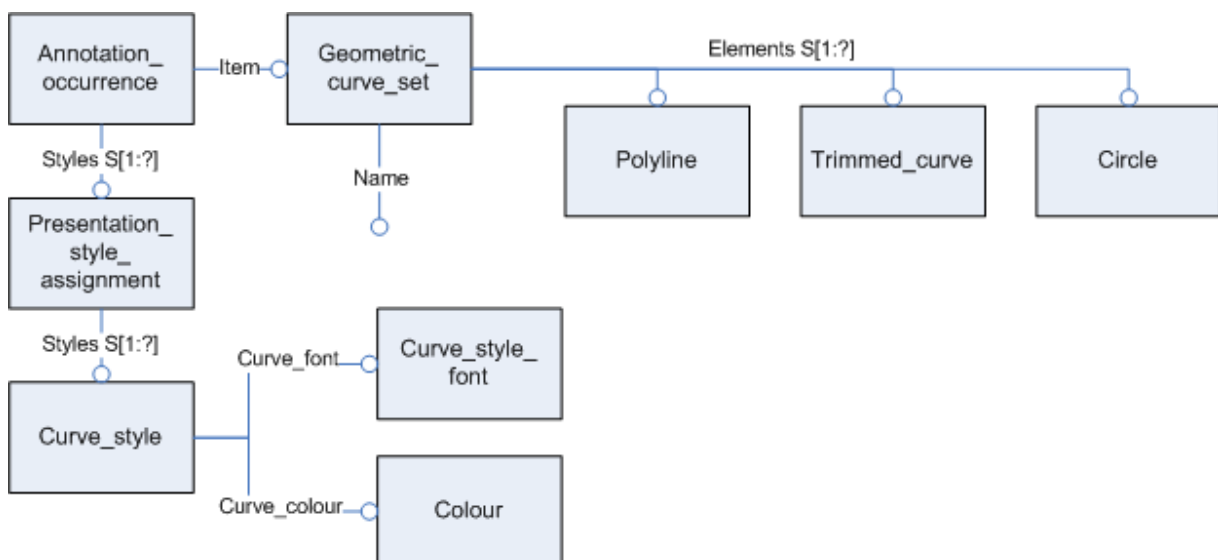 Annotation_
occurrence
Item
Geometric_
curve_set
Elements S[1:?]
Polyline
Trimmed_curve
Circle
Styles S[1:?]
Name
Presentation_
style_
assignment
Styles S[1:?]
Curve_style
Curve_font
Curve_style_
font
Curve_colour
Colour